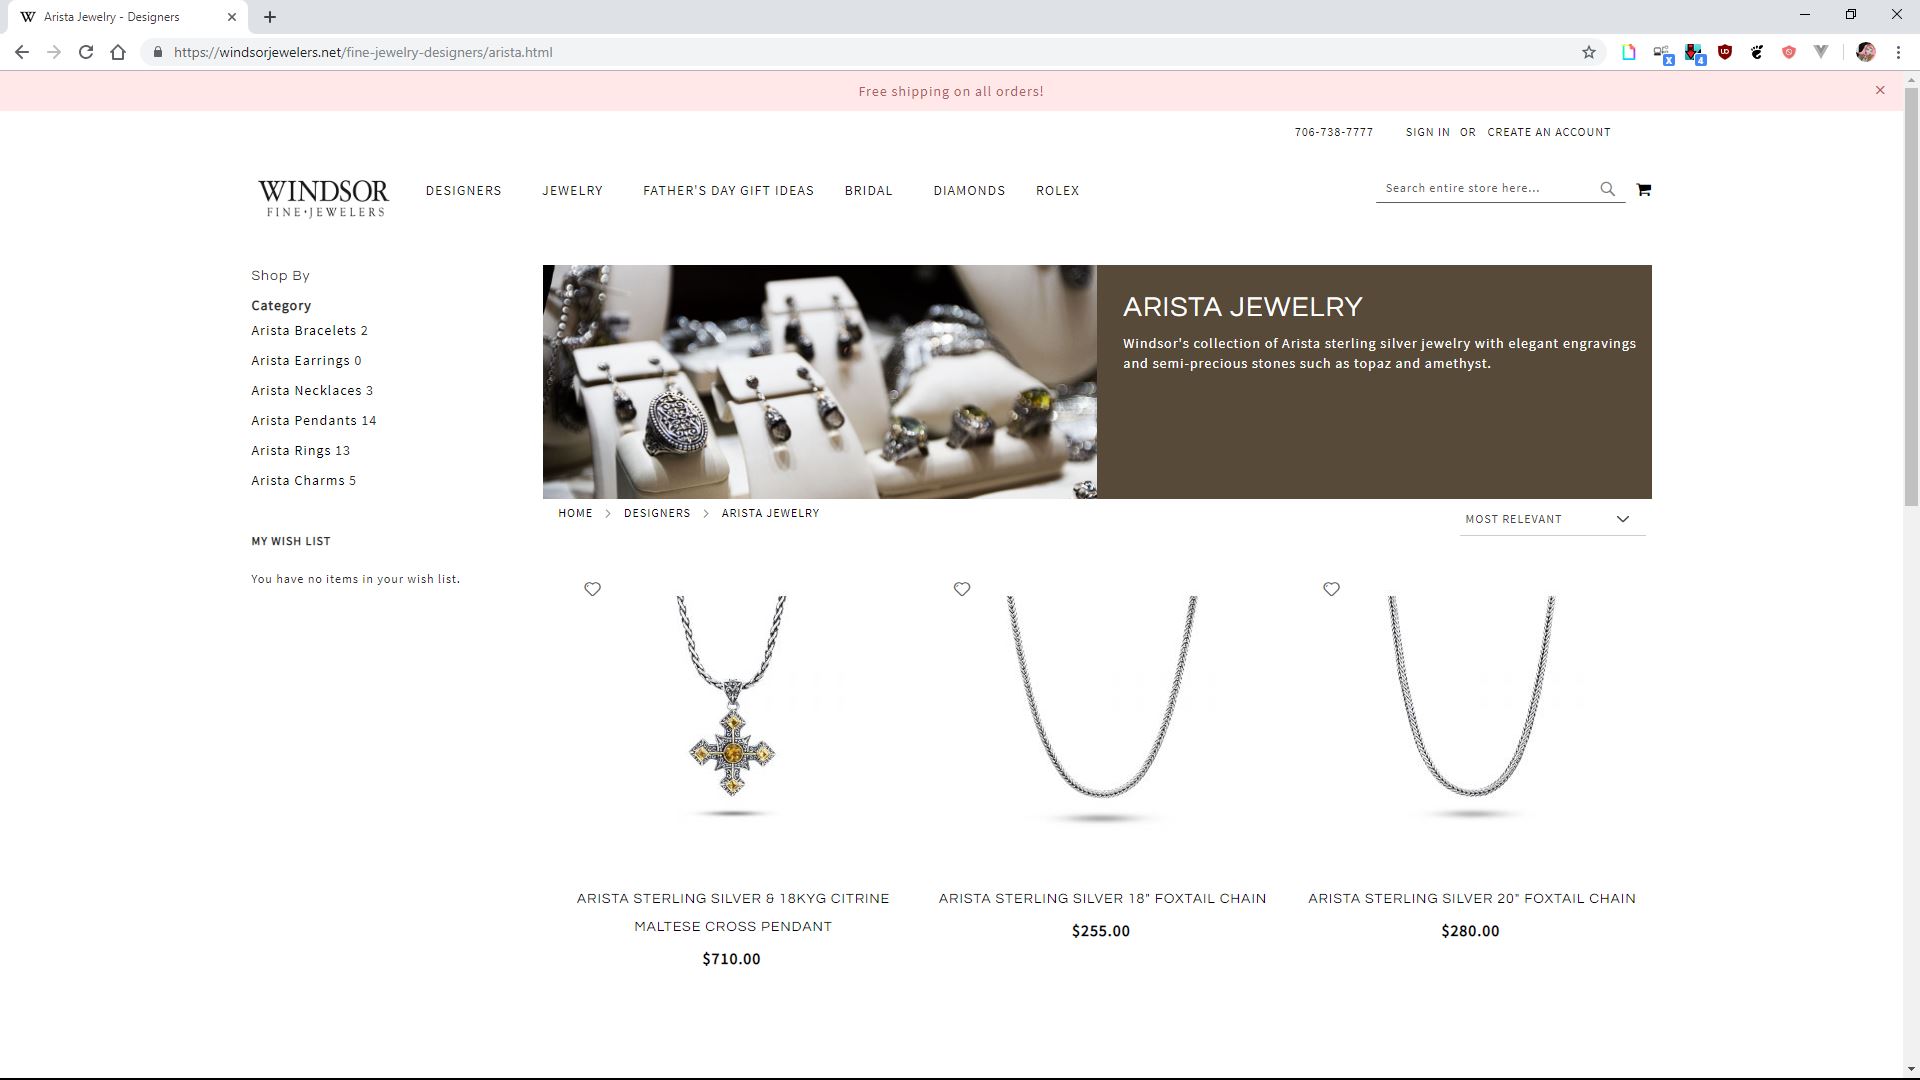 Arista Jewelry - Designers
https://windsorjewelers.net/fine-jewelry-designers/arista.html
Free shipping on all orders!
706-738-7777 SIGN IN OR CREATE AN ACCOUNT
WINDSOR
FINE•JEWELERS
DESIGNERS JEWELRY FATHER'S DAY GIFT IDEAS BRIDAL DIAMONDS ROLEX
Search entire store here...
Shop By
Category
Arista Bracelets 2
Arista Earrings 0
Arista Necklaces 3
Arista Pendants 14
Arista Rings 13
Arista Charms 5
MY WISH LIST
You have no items in your wish list.
ARISTA JEWELRY
Windsor's collection of Arista sterling silver jewelry with elegant engravings
and semi-precious stones such as topaz and amethyst.
HOME > DESIGNERS > ARISTA JEWELRY
MOST RELEVANT
ARISTA STERLING SILVER & 18KYG CITRINE
MALTESE CROSS PENDANT
$710.00
ARISTA STERLING SILVER 18" FOXTAIL CHAIN
$255.00
ARISTA STERLING SILVER 20" FOXTAIL CHAIN
$280.00